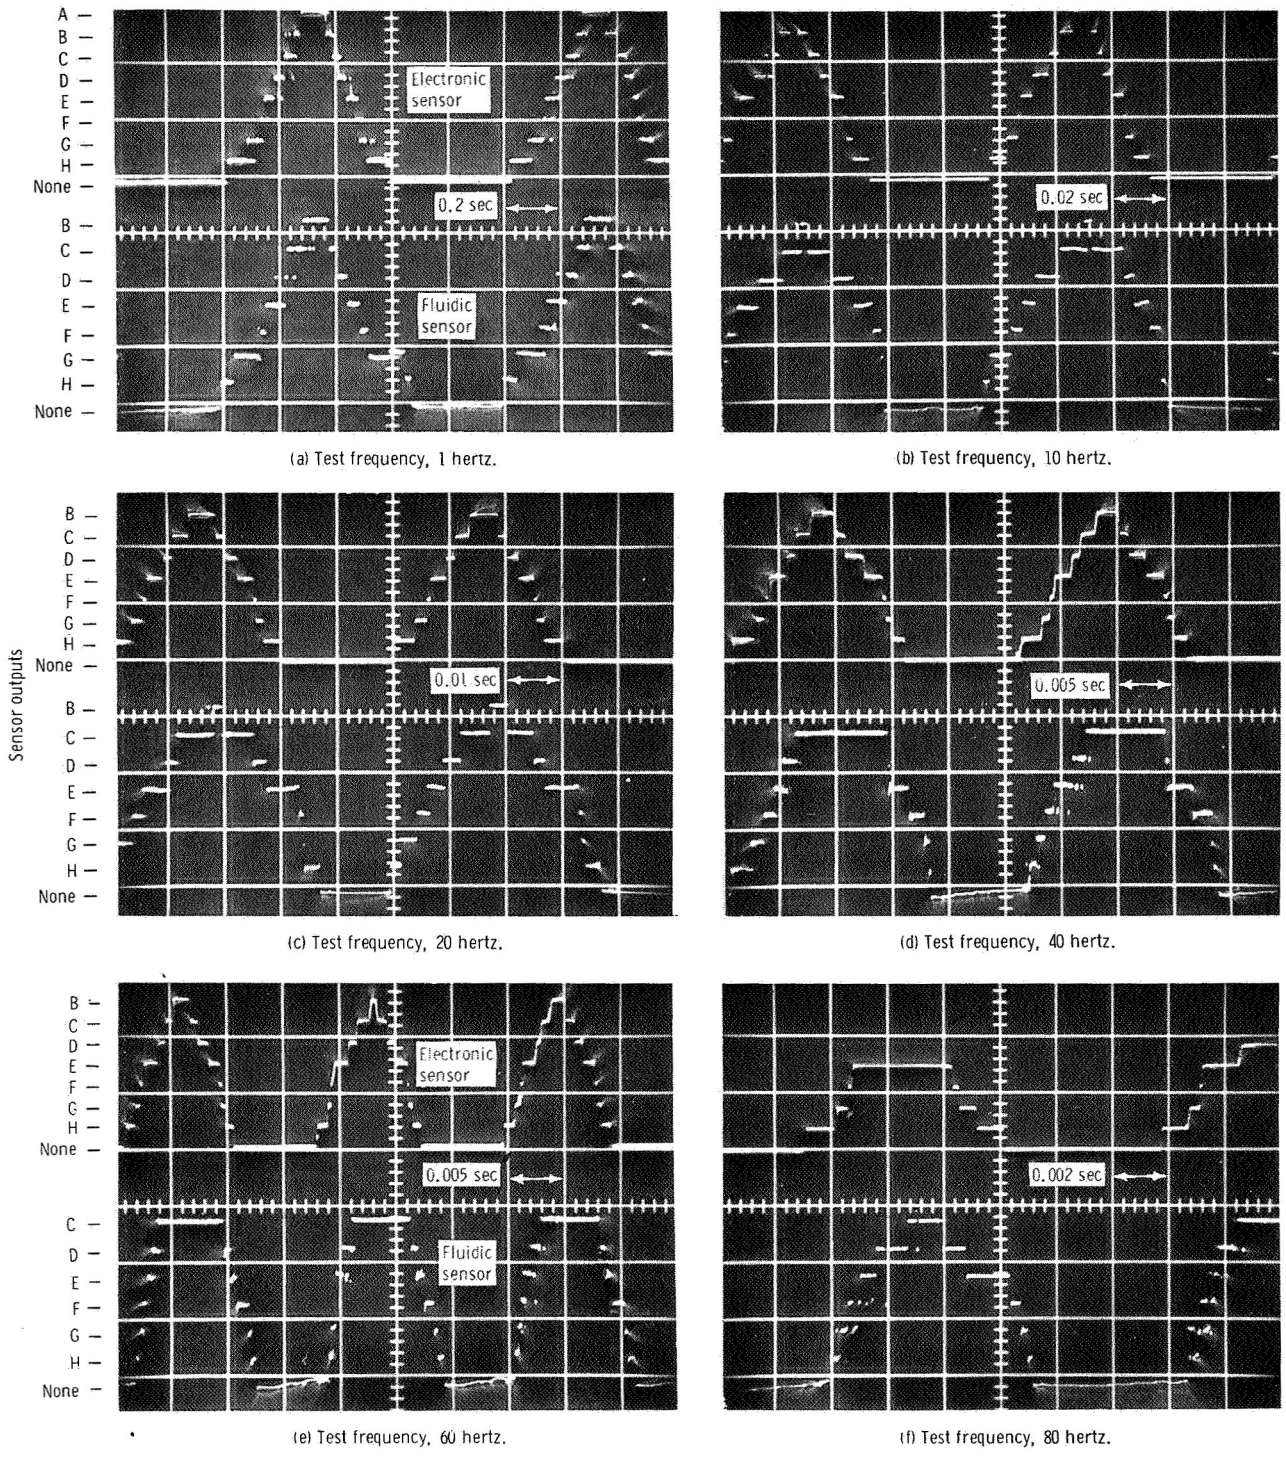 A —
B —
C —
D —
E —
F —
G —
H —
None —
B —
C —
D —
E —
F —
G —
H —
None —
Electronic
sensor
0.2 sec
Fluidic
sensor
0.02 sec
(a) Test frequency, 1 hertz.
(b) Test frequency, 10 hertz.
Sensor outputs
B —
C —
D —
E —
F —
G —
H —
None —
B —
C —
D —
E —
F —
G —
H —
None —
0.01 sec
0.005 sec
(c) Test frequency, 20 hertz.
(d) Test frequency, 40 hertz.
B —
C —
D —
E —
F —
G —
H —
None —
C —
D —
E —
F —
G —
H —
None —
Electronic
sensor
0.005 sec
Fluidic
sensor
0.002 sec
(e) Test frequency, 60 hertz.
(f) Test frequency, 80 hertz.